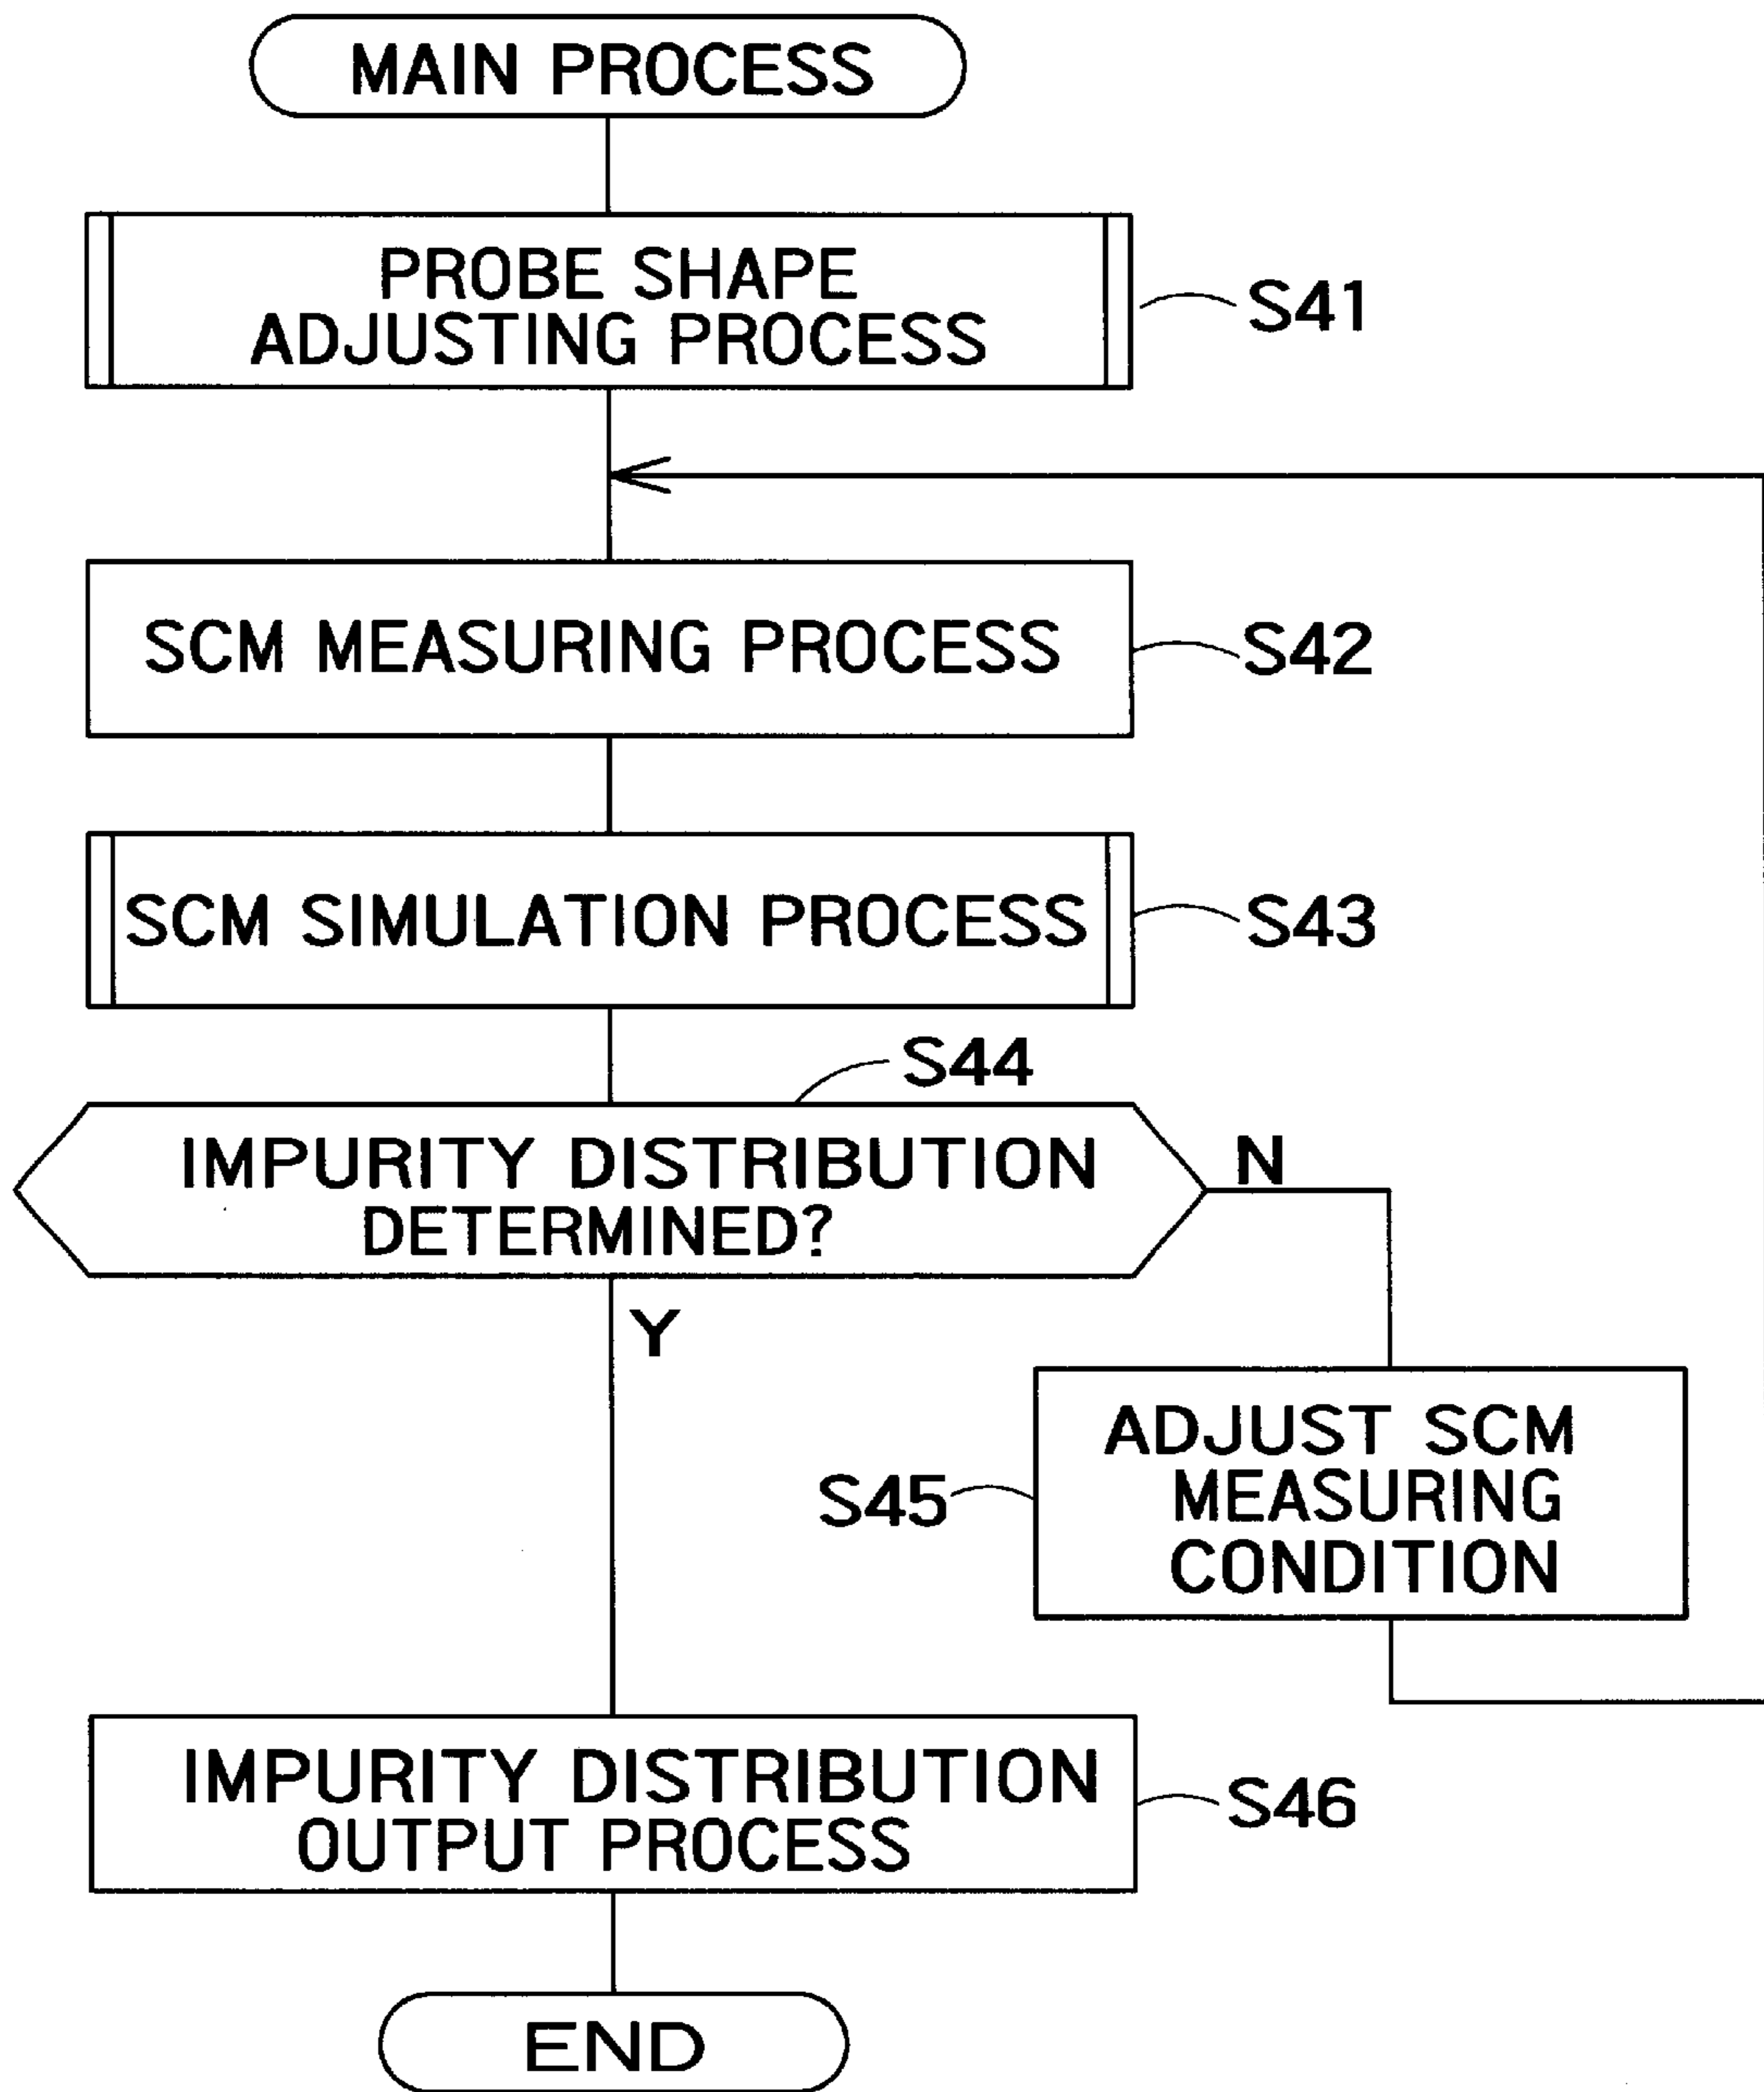 MAIN PROCESS
PROBE SHAPE
ADJUSTING PROCESS
S41
SCM MEASURING PROCESS
S42
SCM SIMULATION PROCESS
S43
S44
IMPURITY DISTRIBUTION
DETERMINED?
N
Y
ADJUST SCM
MEASURING
CONDITION
S45
IMPURITY DISTRIBUTION
OUTPUT PROCESS
S46
END